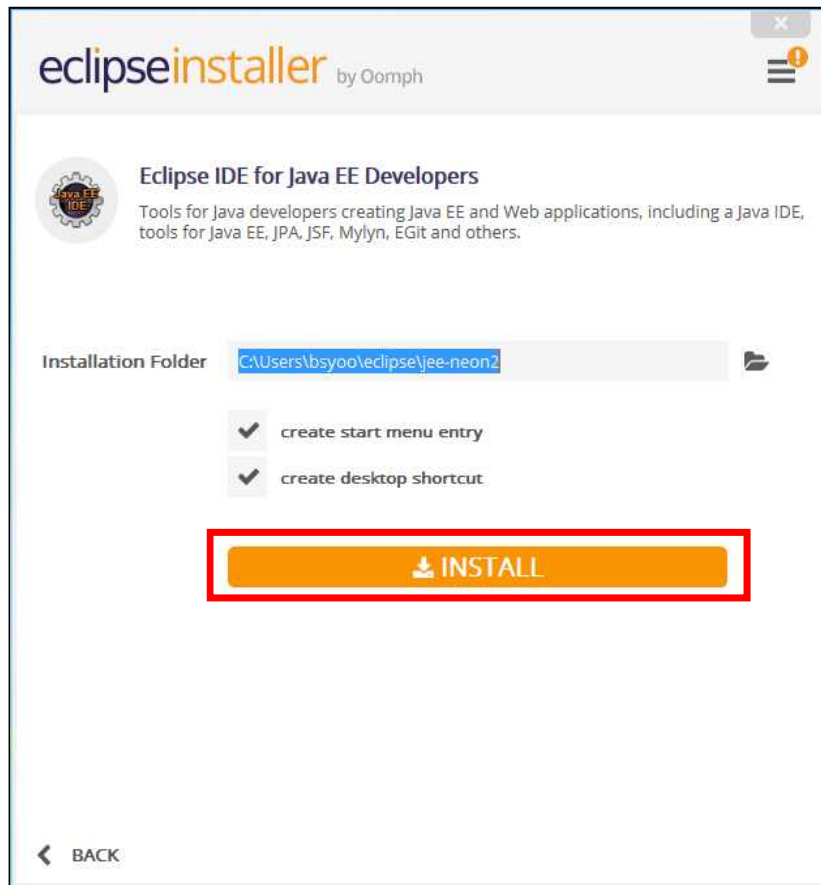 eclipseinstaller by Oomph
Java EE
IDE
Eclipse IDE for Java EE Developers
Tools for Java developers creating Java EE and Web applications, including a Java IDE,
tools for Java EE, JPA, JSF, Mylyn, EGit and others.
Installation Folder C:\Users\bsyoo\eclipse\jee-neon2
create start menu entry
create desktop shortcut
INSTALL
BACK